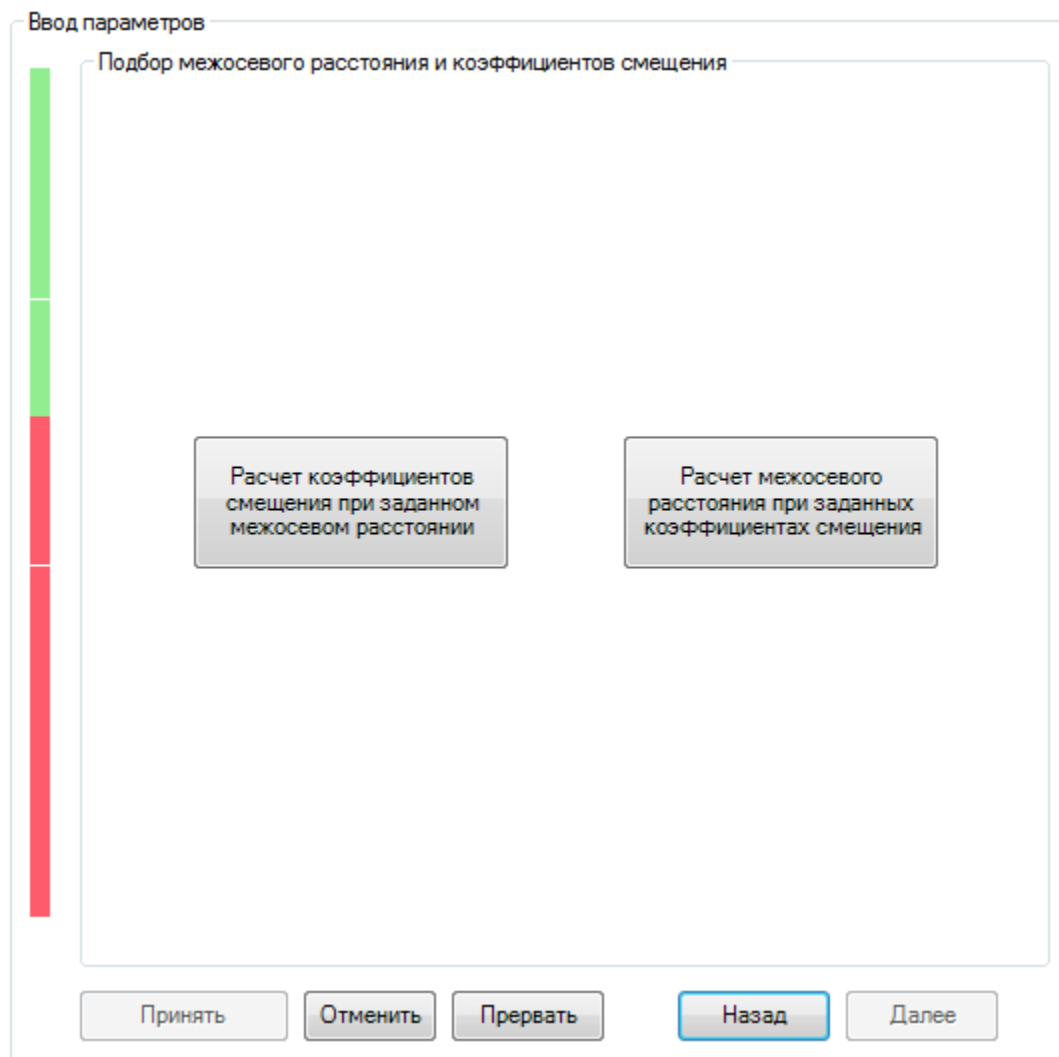 Ввод параметров
Подбор межосевого расстояния и коэффициентов смещения
Расчет коэффициентов
смещения при заданном
межосевом расстоянии
Расчет межосевого
расстояния при заданных
коэффициентах смещения
Принять
Отменить
Прервать
Назад
Далее